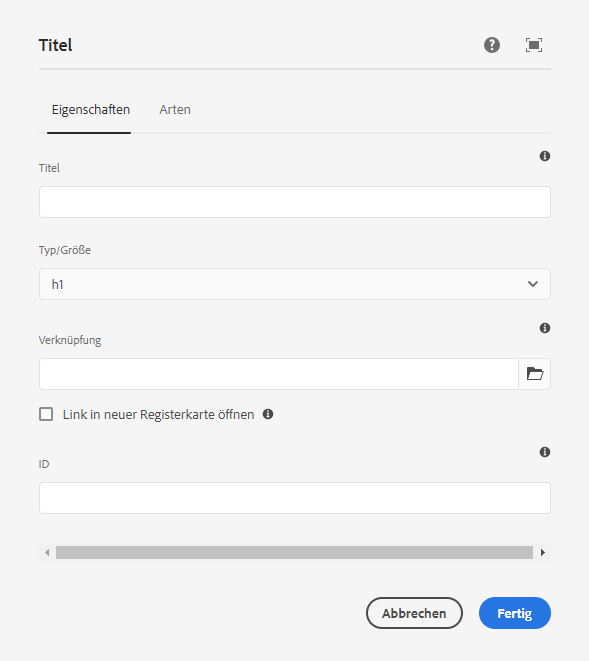 Titel
Eigenschaften Arten
Titel
Typ/Größe
h1
Verknüpfung
Link in neuer Registerkarte öffnen
ID
Abbrechen Fertig